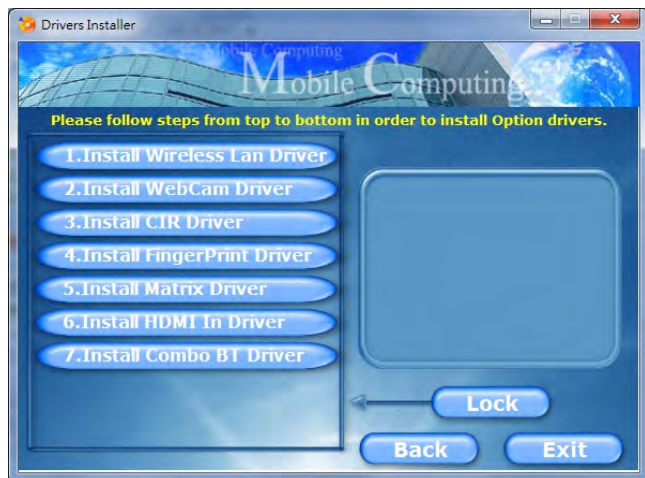 Drivers Installer
Mobile Computing
Mobile Computing
Please follow steps from top to bottom in order to install Option drivers.
1.Install Wireless Lan Driver
2.Install WebCam Driver
3.Install CIR Driver
4.Install FingerPrint Driver
5.Install Matrix Driver
6.Install HDMI In Driver
7.Install Combo BT Driver
Lock
Back
Exit